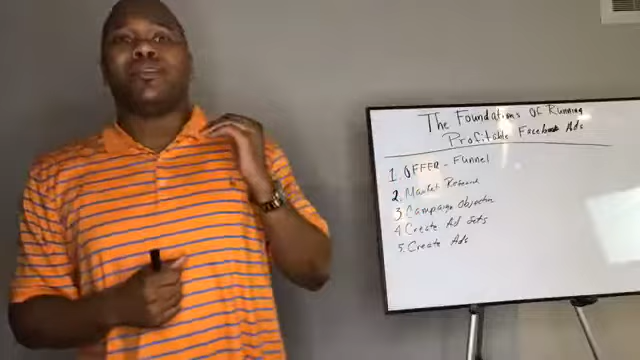 The Foundations Of Running
Profitable Facebook Ads
1. OFFER - Funnel
2. Market Research
3 Campaign Objective
4 Create Ad Sets
5. Create Ads